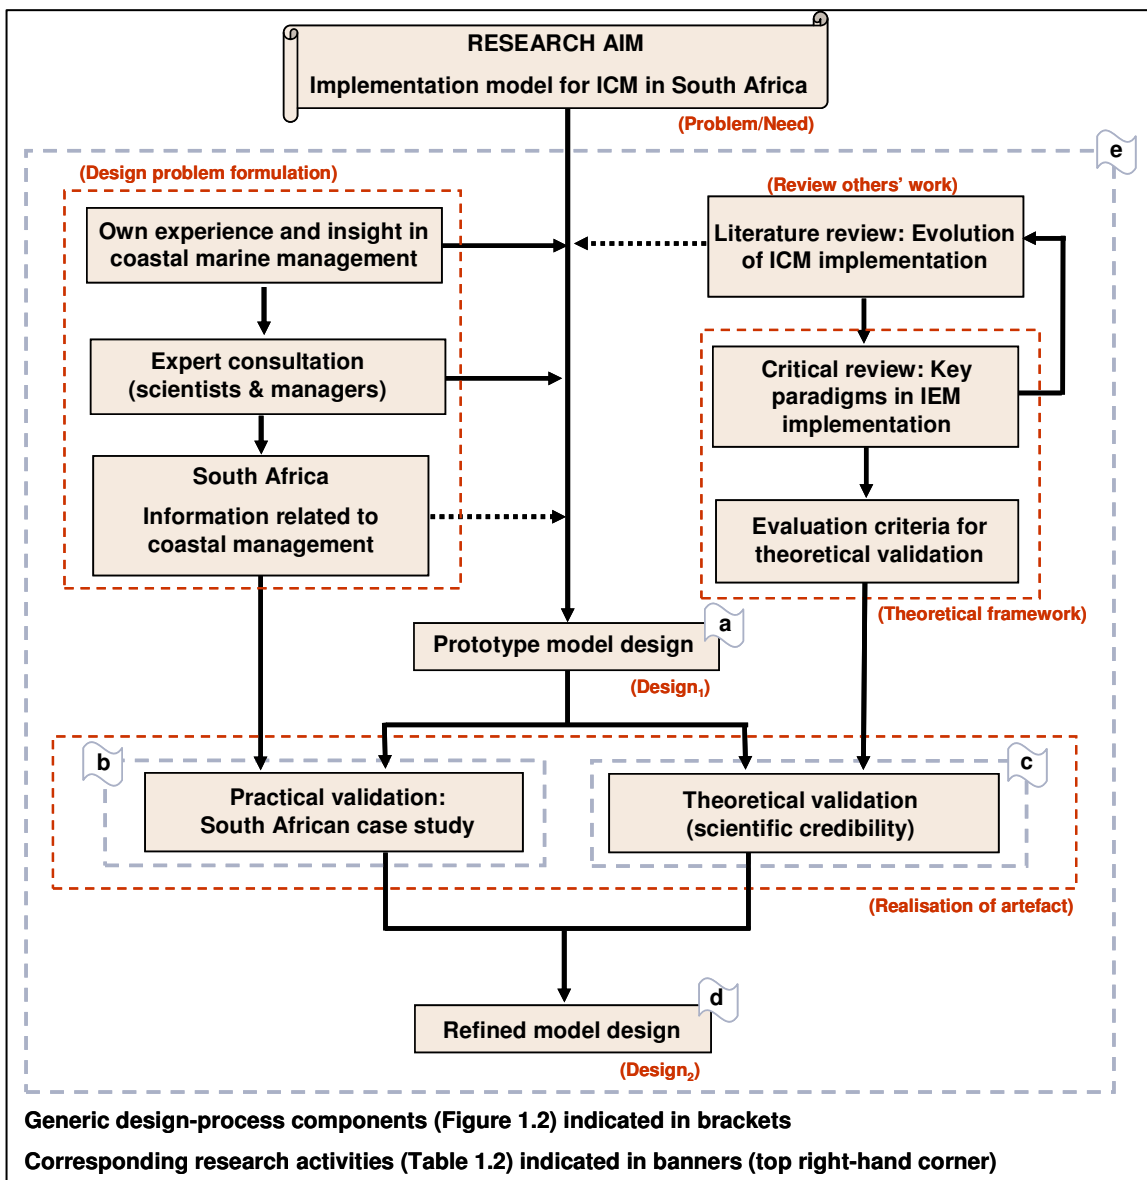 RESEARCH AIM
Implementation model for ICM in South Africa
(Problem/Need)
e
(Design problem formulation)
(Review others' work)
Own experience and insight in
coastal marine management
Literature review: Evolution
of ICM implementation
Expert consultation
(scientists & managers)
Critical review: Key
paradigms in IEM
implementation
South Africa
Information related to
coastal management
Evaluation criteria for
theoretical validation
(Theoretical framework)
a
Prototype model design
(Design₁)
b
c
Practical validation:
South African case study
Theoretical validation
(scientific credibility)
(Realisation of artefact)
d
Refined model design
(Design₂)
Generic design-process components (Figure 1.2) indicated in brackets
Corresponding research activities (Table 1.2) indicated in banners (top right-hand corner)